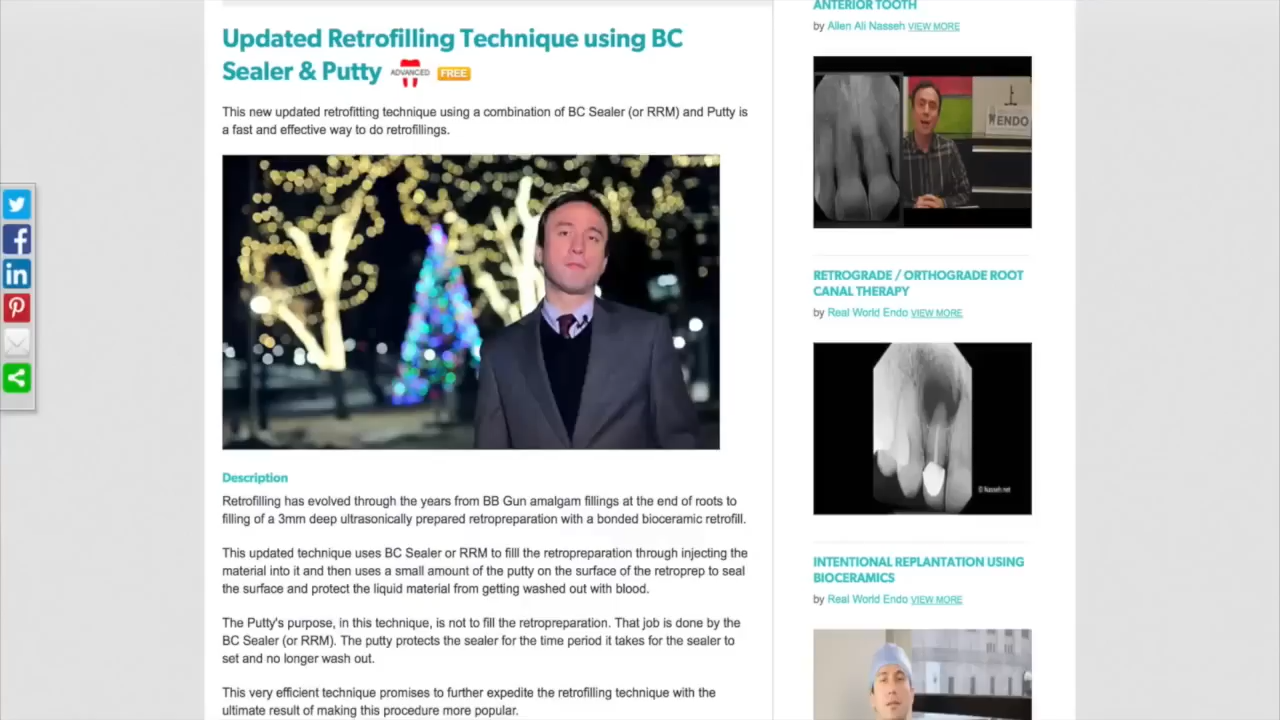 Updated Retrofilling Technique using BC
Sealer & Putty ADVANCED FREE
This new updated retrofitting technique using a combination of BC Sealer (or RRM) and Putty is
a fast and effective way to do retrofillings.
Description
Retrofilling has evolved through the years from BB Gun amalgam fillings at the end of roots to
filling of a 3mm deep ultrasonically prepared retropreparation with a bonded bioceramic retrofill.
This updated technique uses BC Sealer or RRM to filll the retropreparation through injecting the
material into it and then uses a small amount of the putty on the surface of the retroprep to seal
the surface and protect the liquid material from getting washed out with blood.
The Putty's purpose, in this technique, is not to fill the retropreparation. That job is done by the
BC Sealer (or RRM). The putty protects the sealer for the time period it takes for the sealer to
set and no longer wash out.
This very efficient technique promises to further expedite the retrofilling technique with the
ultimate result of making this procedure more popular.
ANTERIOR TOOTH
by Allen Ali Nasseh VIEW MORE
ENDO
RETROGRADE / ORTHOGRADE ROOT
CANAL THERAPY
by Real World Endo VIEW MORE
© Nasseh.net
INTENTIONAL REPLANTATION USING
BIOCERAMICS
by Real World Endo VIEW MORE